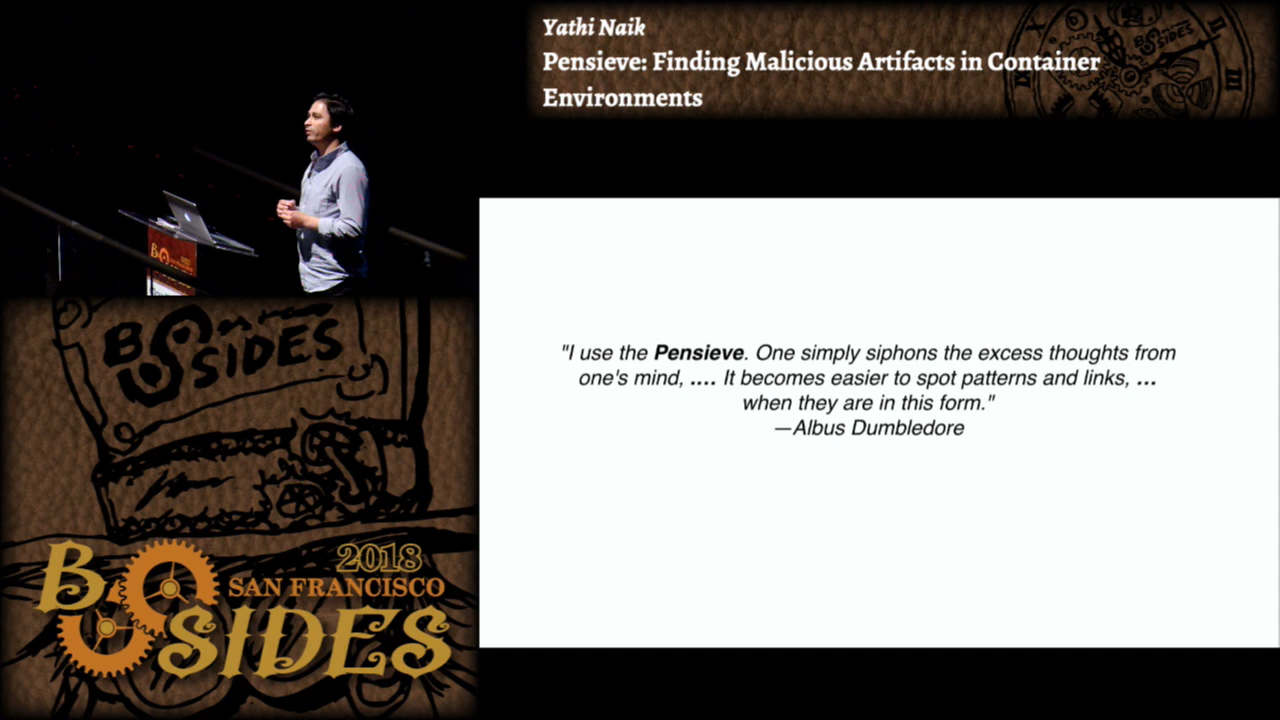 Yathi Naik
Pensieve: Finding Malicious Artifacts in Container
Environments
"I use the Pensieve. One simply siphons the excess thoughts from
one's mind, .... It becomes easier to spot patterns and links, ...
when they are in this form."
—Albus Dumbledore
BSIDES
BSIDES
2018
SAN FRANCISCO
BSIDES